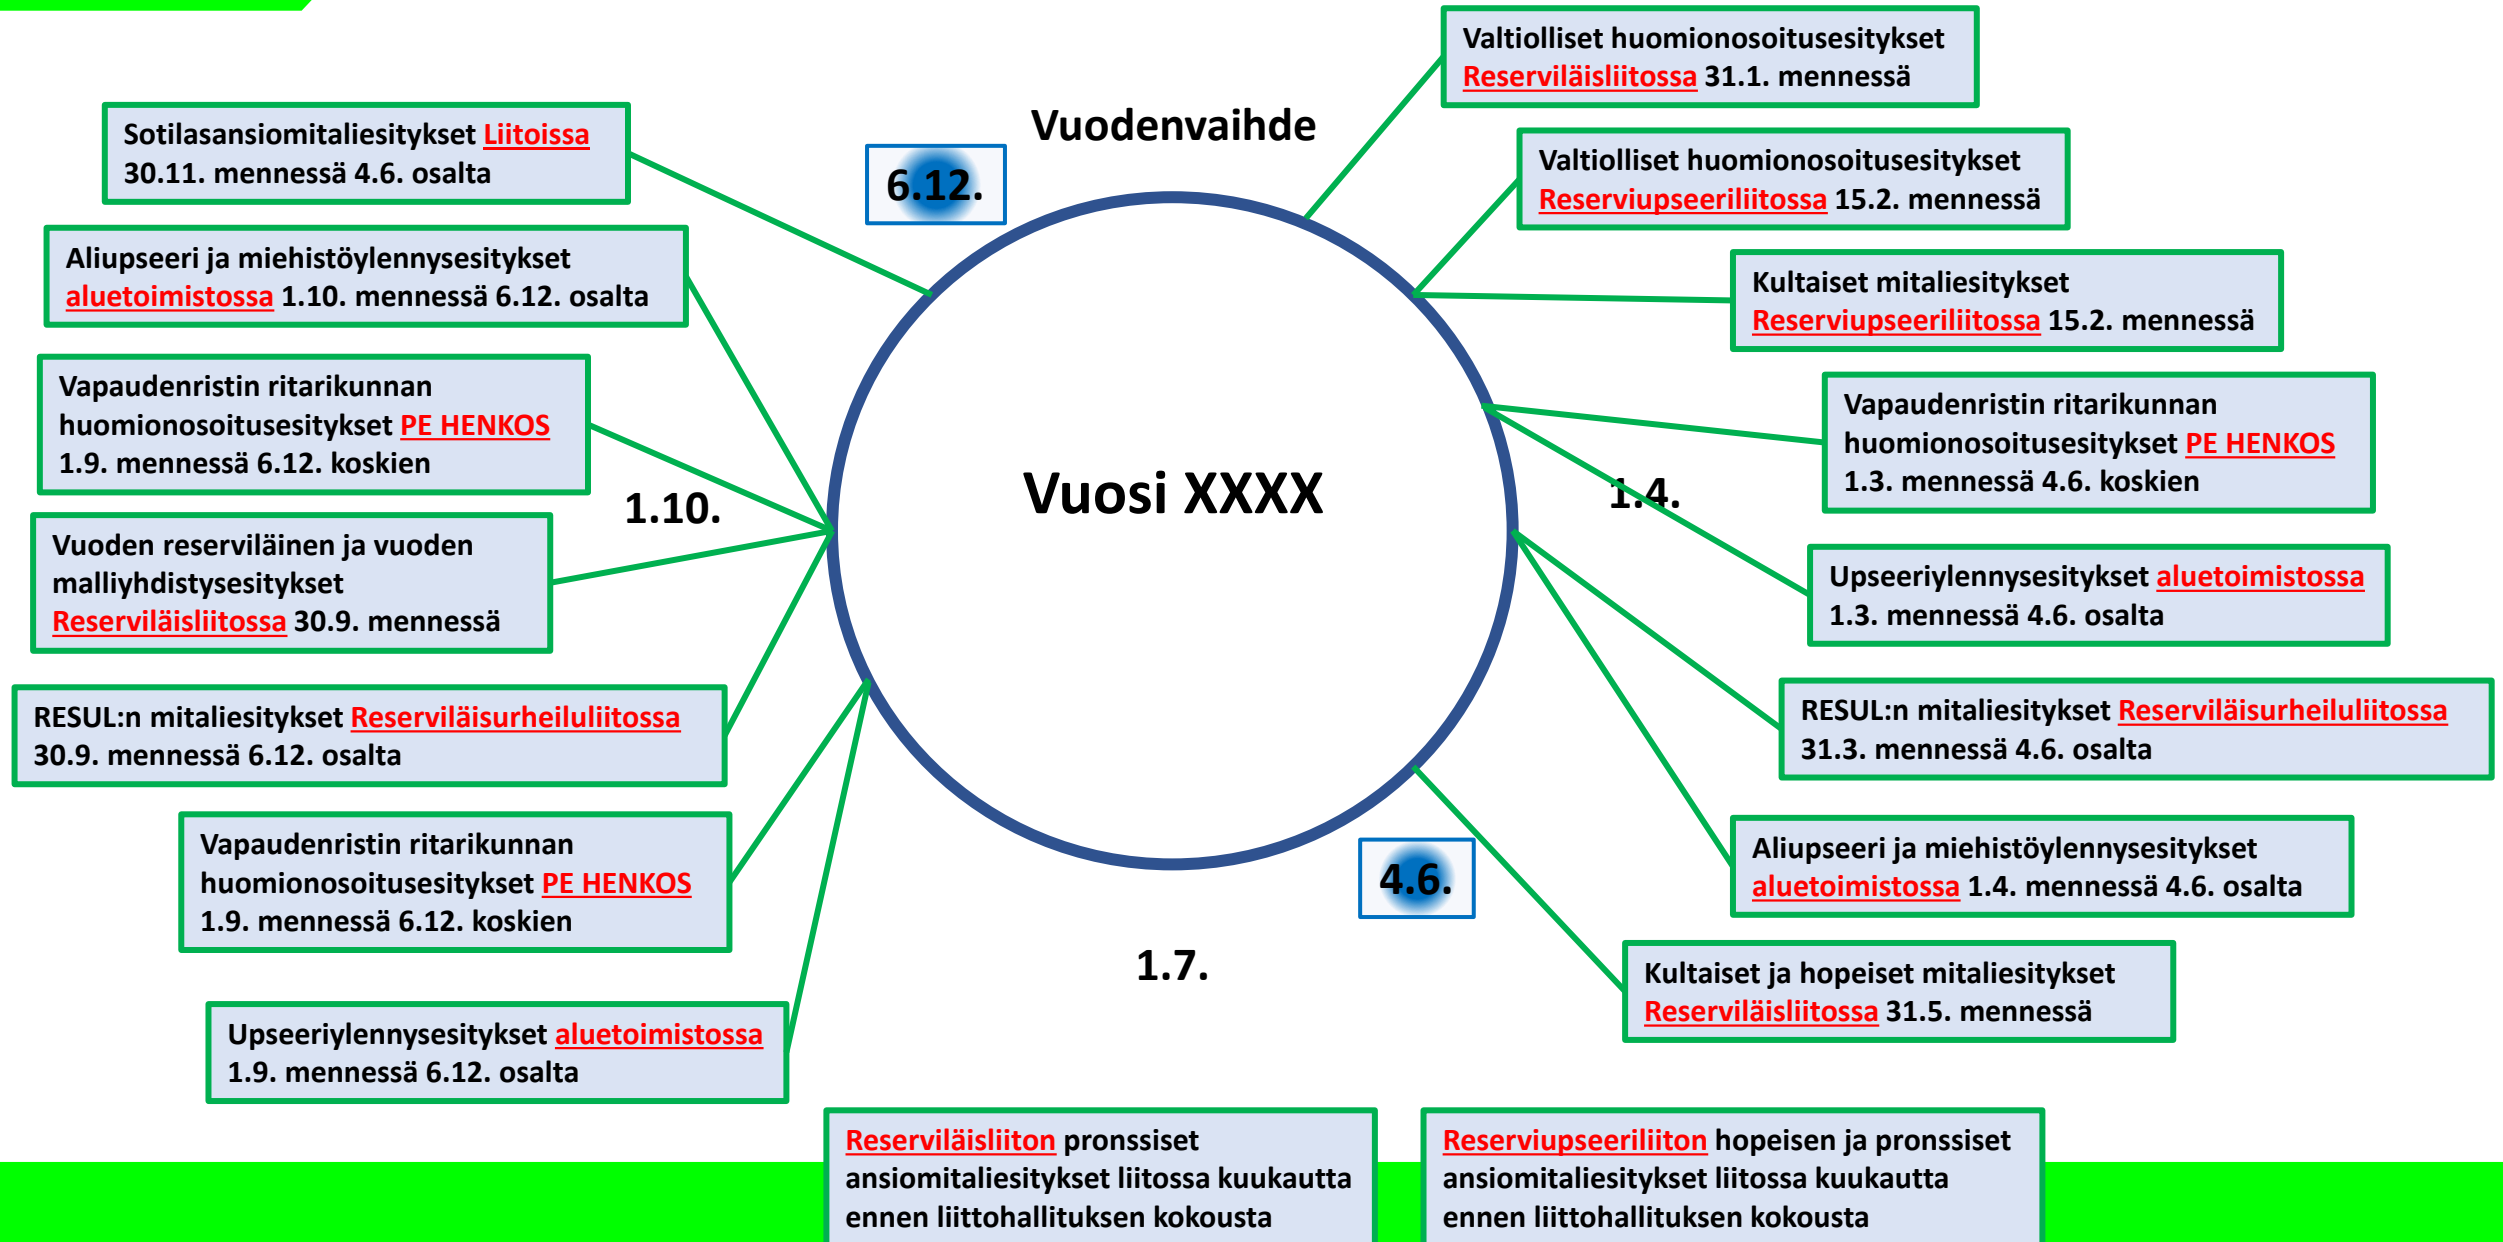 Vuodenvaihde
6.12.
Vuosi XXXX
1.4.
4.6.
1.7.
1.10.
Valtiolliset huomionosoitusesitykset
Reserviläisliitossa 31.1. mennessä
Valtiolliset huomionosoitusesitykset
Reserviupseeriliitossa 15.2. mennessä
Kultaiset mitaliesitykset
Reserviupseeriliitossa 15.2. mennessä
Vapaudenristin ritarikunnan
huomionosoitusesitykset PE HENKOS
1.3. mennessä 4.6. koskien
Upseeriylennysesitykset aluetoimistossa
1.3. mennessä 4.6. osalta
RESUL:n mitaliesitykset Reserviläisurheiluliitossa
31.3. mennessä 4.6. osalta
Aliupseeri ja miehistöylennysesitykset
aluetoimistossa 1.4. mennessä 4.6. osalta
Kultaiset ja hopeiset mitaliesitykset
Reserviläisliitossa 31.5. mennessä
Sotilasansiomitaliesitykset Liitoissa
30.11. mennessä 4.6. osalta
Aliupseeri ja miehistöylennysesitykset
aluetoimistossa 1.10. mennessä 6.12. osalta
Vapaudenristin ritarikunnan
huomionosoitusesitykset PE HENKOS
1.9. mennessä 6.12. koskien
Vuoden reserviläinen ja vuoden
malliyhdistysesitykset
Reserviläisliitossa 30.9. mennessä
RESUL:n mitaliesitykset Reserviläisurheiluliitossa
30.9. mennessä 6.12. osalta
Vapaudenristin ritarikunnan
huomionosoitusesitykset PE HENKOS
1.9. mennessä 6.12. koskien
Upseeriylennysesitykset aluetoimistossa
1.9. mennessä 6.12. osalta
Reserviläisliiton pronssiset
ansiomitaliesitykset liitossa kuukautta
ennen liittohallituksen kokousta
Reserviupseeriliiton hopeisen ja pronssiset
ansiomitaliesitykset liitossa kuukautta
ennen liittohallituksen kokousta